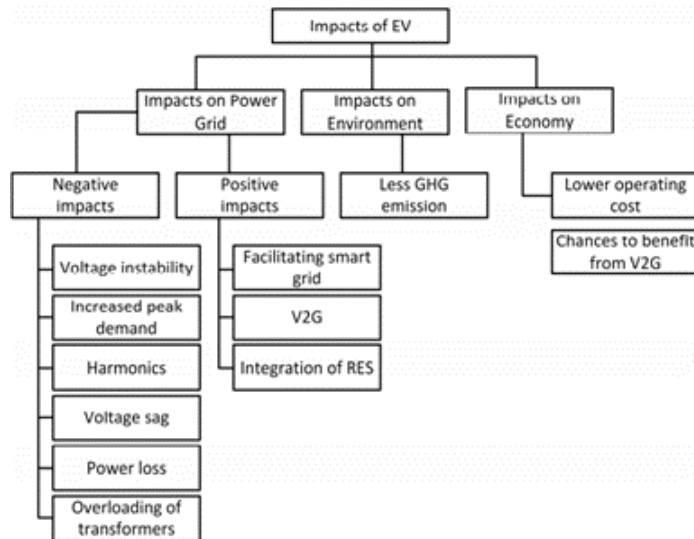 Impacts of EV
Impacts on Power
Grid
Impacts on
Environment
Impacts on
Economy
Negative
impacts
Positive
impacts
Less GHG
emission
Lower operating
cost
Chances to benefit
from V2G
Voltage instability
Increased peak
demand
Harmonics
Voltage sag
Power loss
Overloading of
transformers
Facilitating smart
grid
V2G
Integration of RES